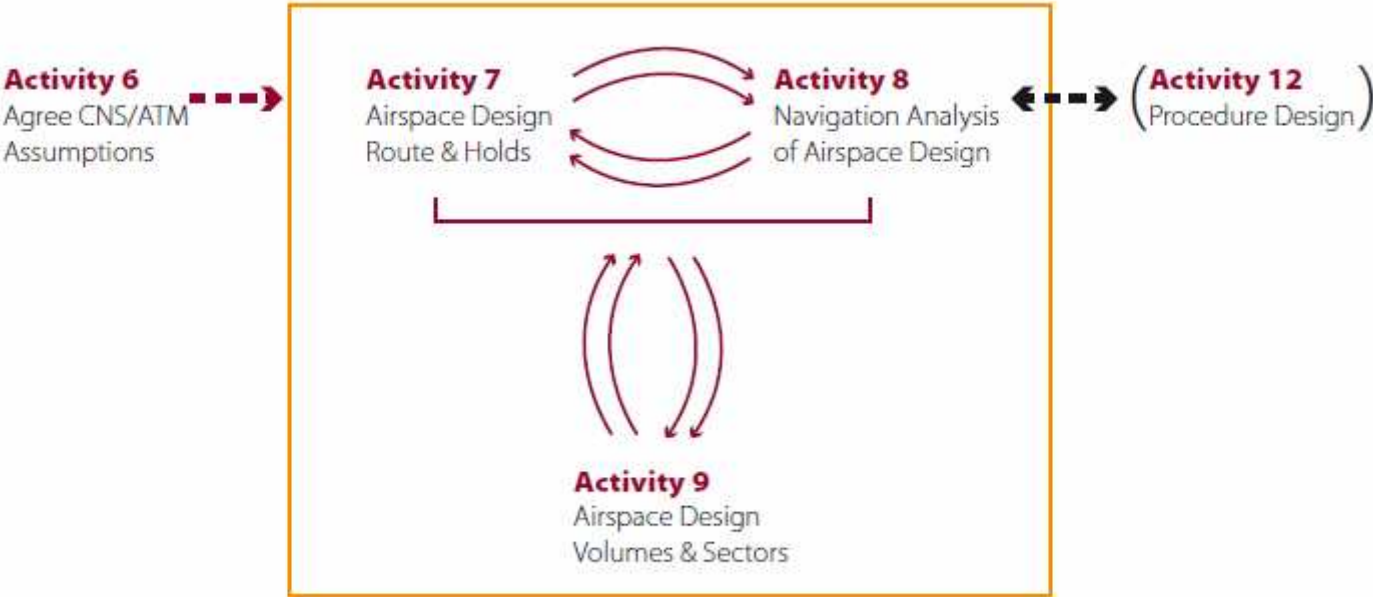 Activity 6
Agree CNS/ATM
Assumptions
Activity 7
Airspace Design
Route & Holds
Activity 8
Navigation Analysis
of Airspace Design
(Activity 12
Procedure Design)
Activity 9
Airspace Design
Volumes & Sectors